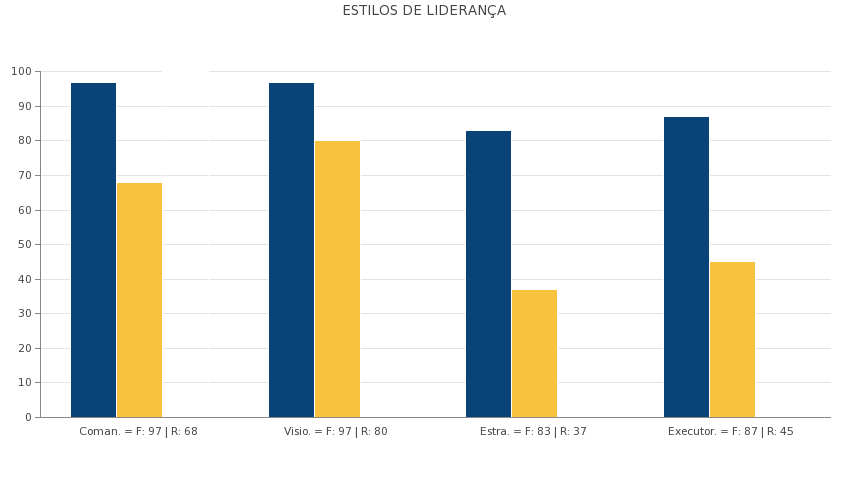 ESTILOS DE LIDERANÇA
100
90
80
70
60
50
40
30
20
10
0
Coman. = F: 97 | R: 68
Visio. = F: 97 | R: 80
Estra. = F: 83 | R: 37
Executor. = F: 87 | R: 45